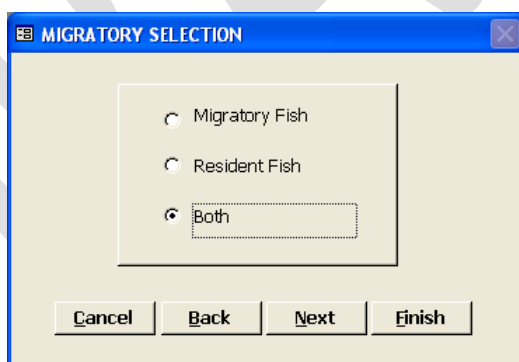 MIGRATORY SELECTION
Migratory Fish
Resident Fish
Both
Cancel Back Next Finish